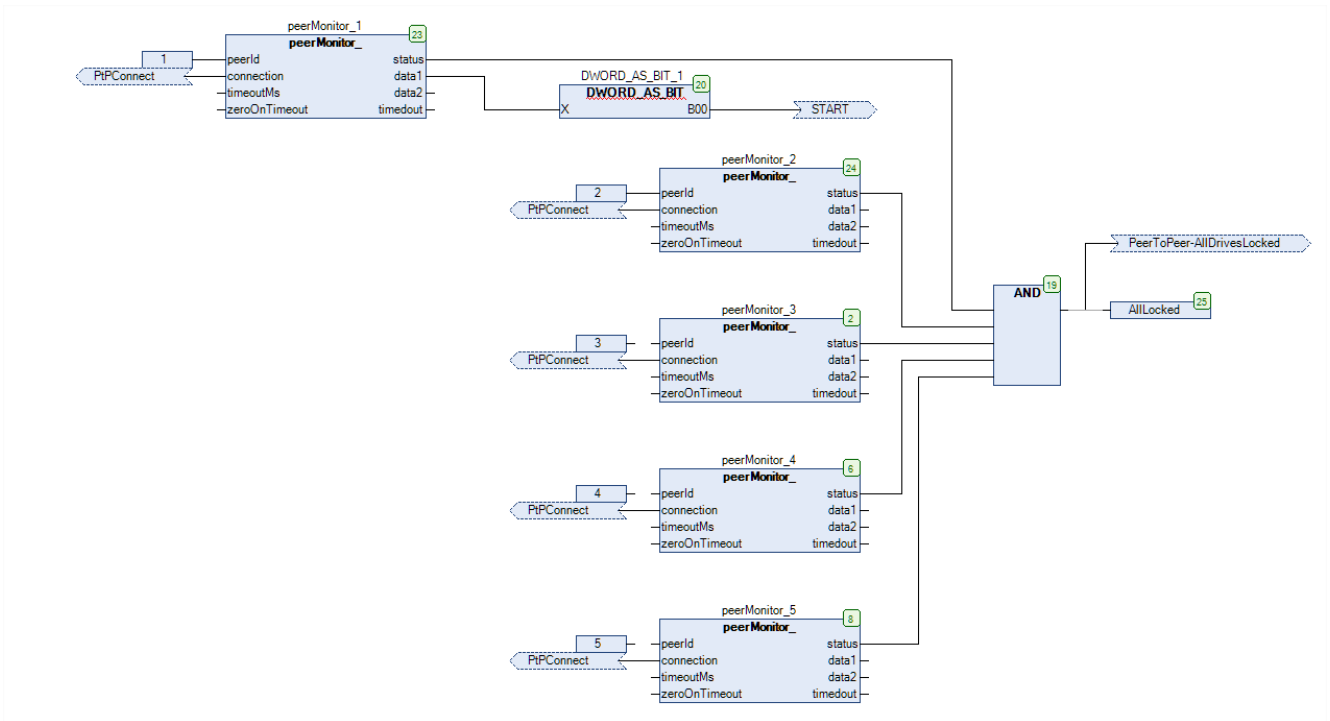 peerMonitor_1
23
peerMonitor_
1
peerId
status
PtPConnect
connection
data1
timeoutMs
data2
zeroOnTimeout
timedout
DWORD_AS_BIT_1
20
DWORD_AS_BIT
X
B00
START
peerMonitor_2
24
peerMonitor_
2
peerId
status
PtPConnect
connection
data1
timeoutMs
data2
zeroOnTimeout
timedout
PeerToPeer-AllDrivesLocked
19
AND
25
AllLocked
peerMonitor_3
2
peerMonitor_
3
peerId
status
PtPConnect
connection
data1
timeoutMs
data2
zeroOnTimeout
timedout
peerMonitor_4
6
peerMonitor_
4
peerId
status
PtPConnect
connection
data1
timeoutMs
data2
zeroOnTimeout
timedout
peerMonitor_5
8
peerMonitor_
5
peerId
status
PtPConnect
connection
data1
timeoutMs
data2
zeroOnTimeout
timedout